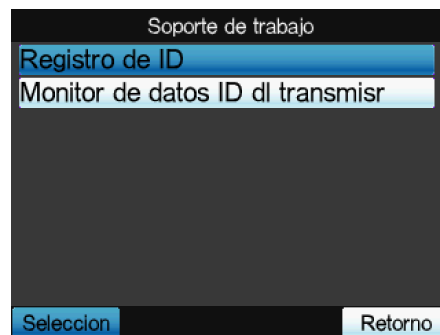 Soporte de trabajo
Registro de ID
Monitor de datos ID dl transmisr
Seleccion
Retorno